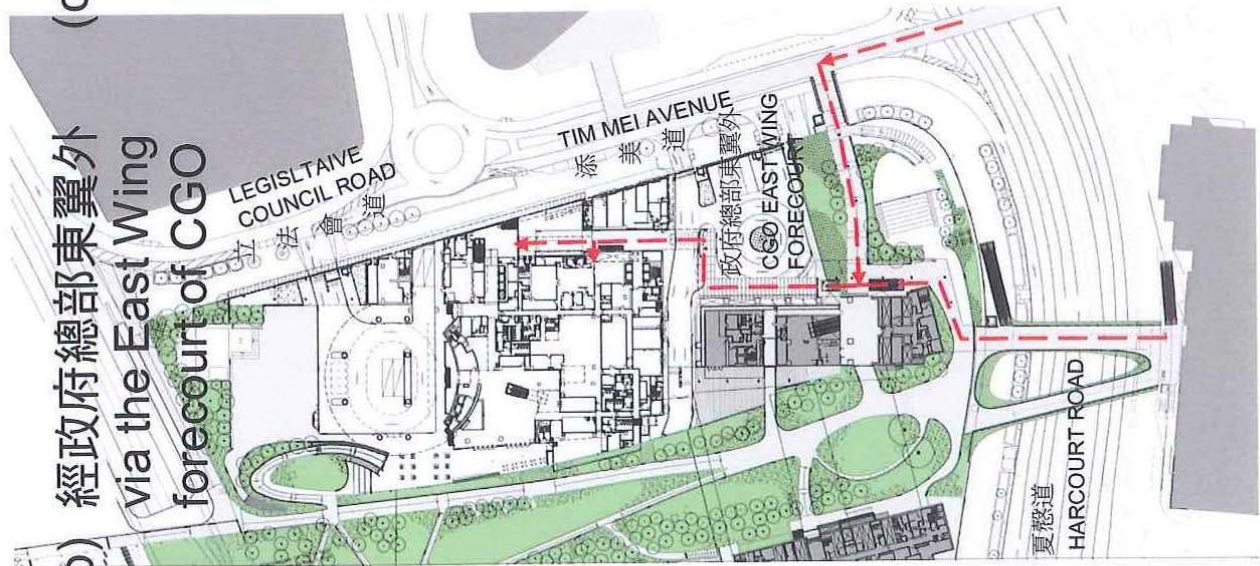 經政府總部東翼外
via the East Wing
forecourt of CGO
LEGISLTAIVE
COUNCIL ROAD
立法會道
TIM MEI AVENUE
添美道
政府總部東翼外
CGO EAST WING
FORECOURT
夏慤道
HARCOURT ROAD